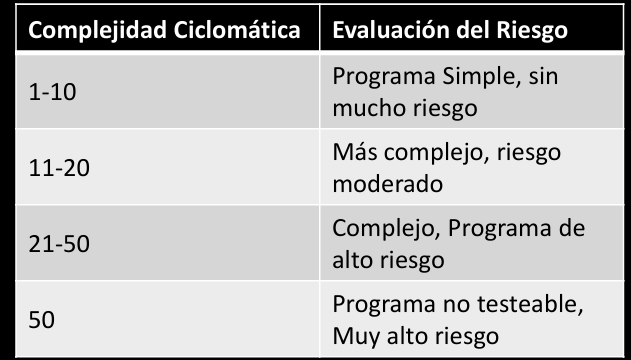 Complejidad Ciclomática
Evaluación del Riesgo
1-10
Programa Simple, sin
mucho riesgo
11-20
Más complejo, riesgo
moderado
21-50
Complejo, Programa de
alto riesgo
50
Programa no testeable,
Muy alto riesgo